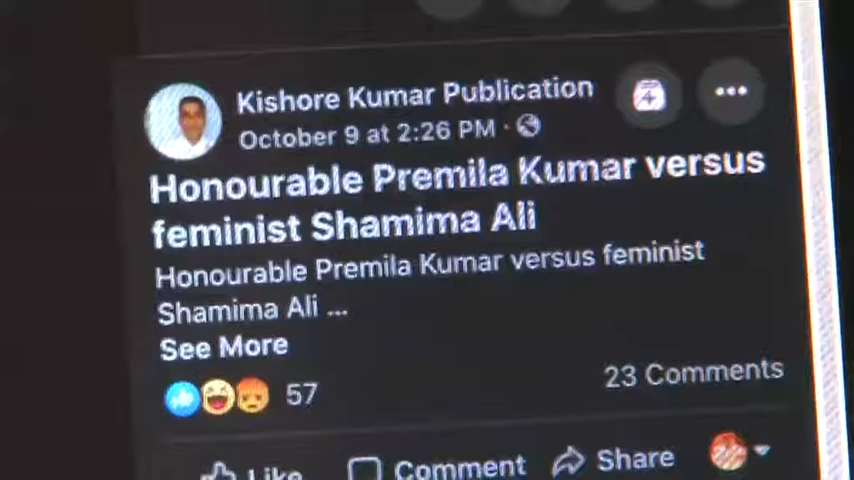 Kishore Kumar Publication
October 9 at 2:26 PM ·
Honourable Premila Kumar versus
feminist Shamima Ali
Honourable Premila Kumar versus feminist
Shamima Ali ...
See More
57
23 Comments
Like
Comment
Share